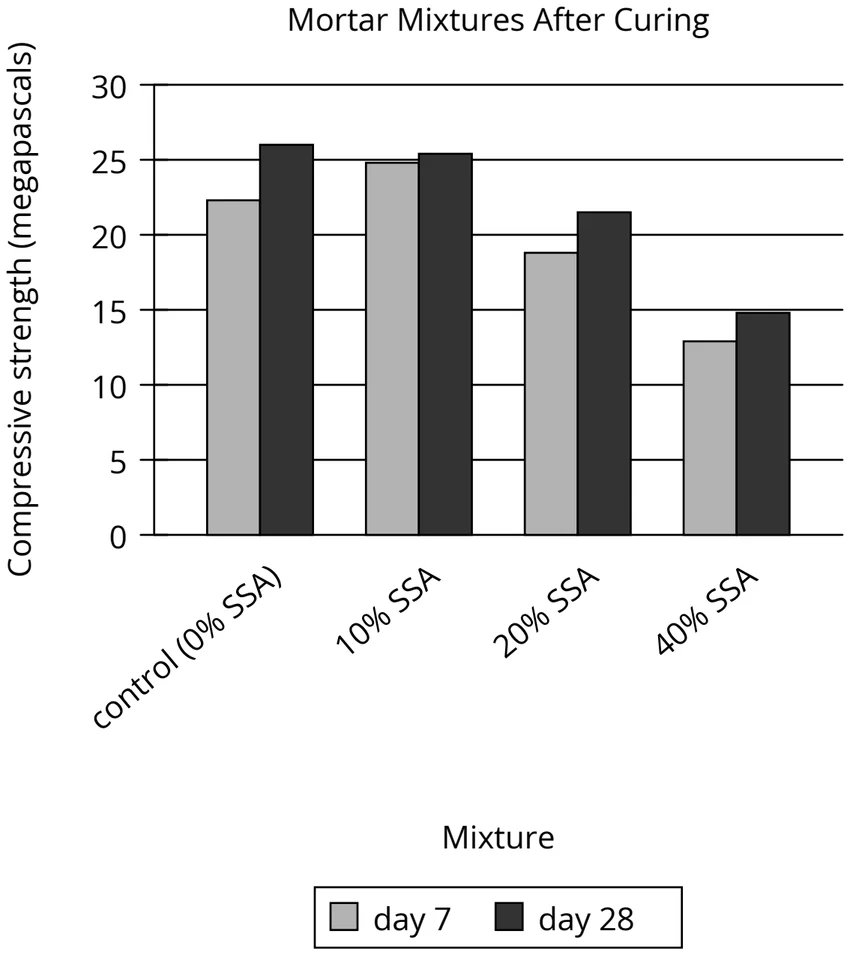 Mortar Mixtures After Curing
Compressive strength (megapascals)
30
25
20
15
10
5
0
control (0% SSA)
10% SSA
20% SSA
40% SSA
Mixture
day 7
day 28